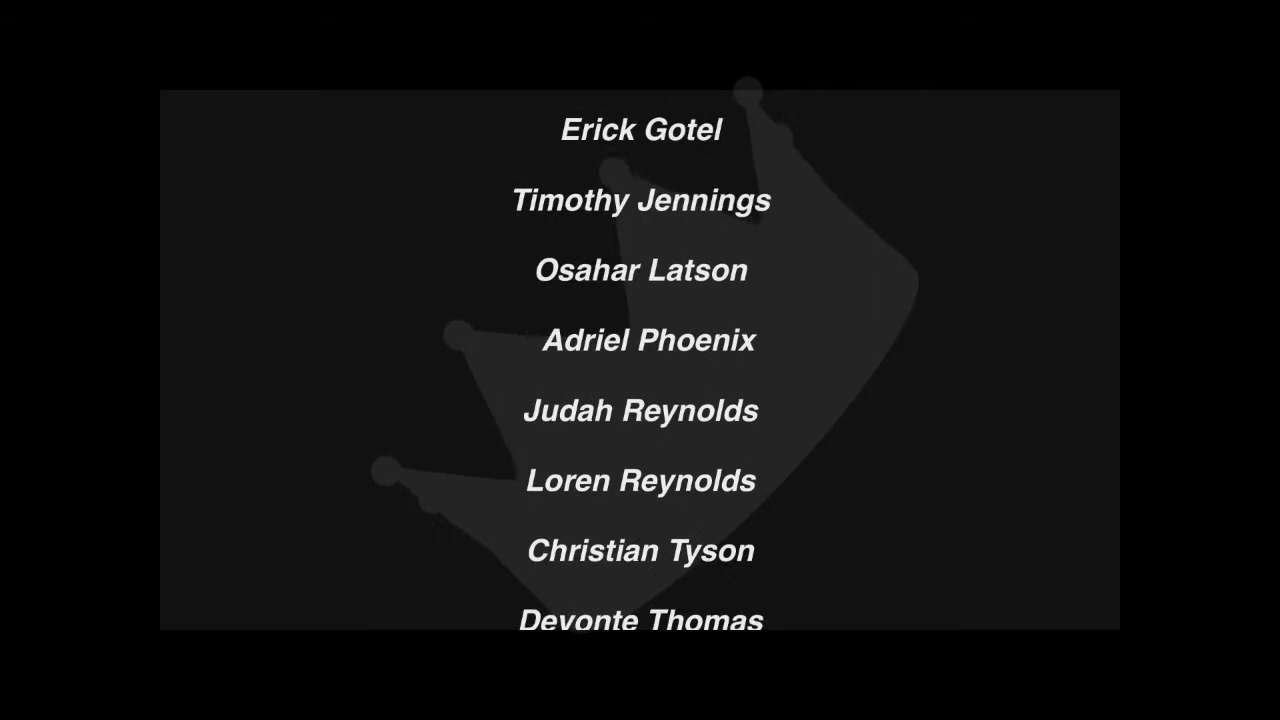 Erick Gotel
Timothy Jennings
Osahar Latson
Adriel Phoenix
Judah Reynolds
Loren Reynolds
Christian Tyson
Devonte Thomas